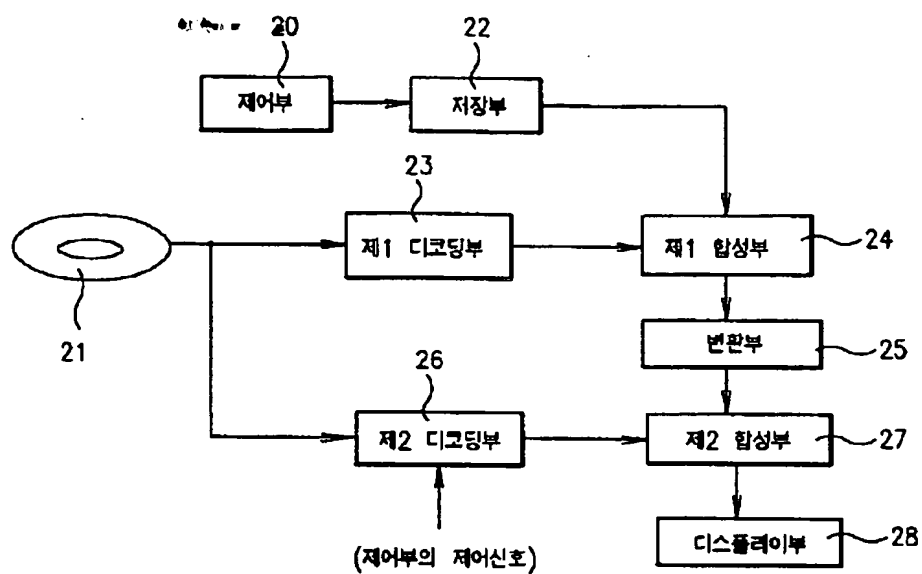 20
22
제어부
저장부
23
제1 디코딩부
제1 합성부
24
21
변환부
25
26
제2 디코딩부
제2 합성부
27
(제어부의 제어신호)
디스플레이부
28